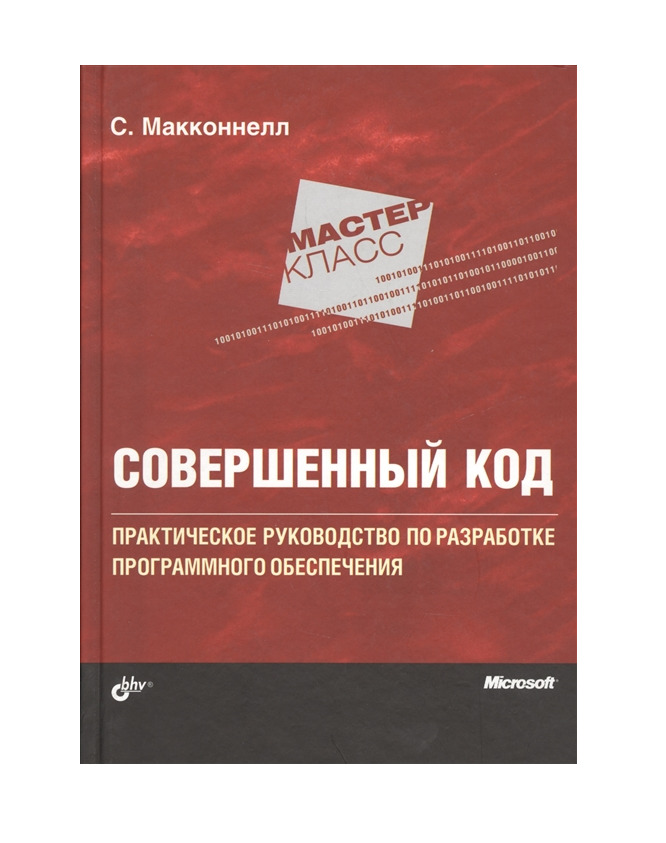 С. Макконнелл
МАСТЕР
КЛАСС
СОВЕРШЕННЫЙ КОД
ПРАКТИЧЕСКОЕ РУКОВОДСТВО ПО РАЗРАБОТКЕ
ПРОГРАММНОГО ОБЕСПЕЧЕНИЯ
bhv®
Microsoft®